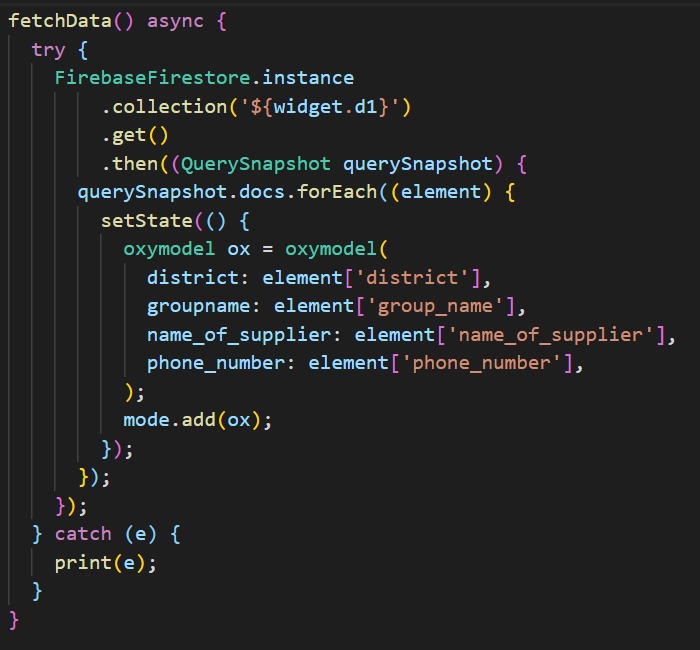 fetchData() async {
  try {
    FirebaseFirestore.instance
        .collection('${widget.d1}')
        .get()
        .then((QuerySnapshot querySnapshot) {
      querySnapshot.docs.forEach((element) {
        setState(() {
          oxymodel ox = oxymodel(
            district: element['district'],
            groupname: element['group_name'],
            name_of_supplier: element['name_of_supplier'],
            phone_number: element['phone_number'],
          );
          mode.add(ox);
        });
      });
    });
  } catch (e) {
    print(e);
  }
}